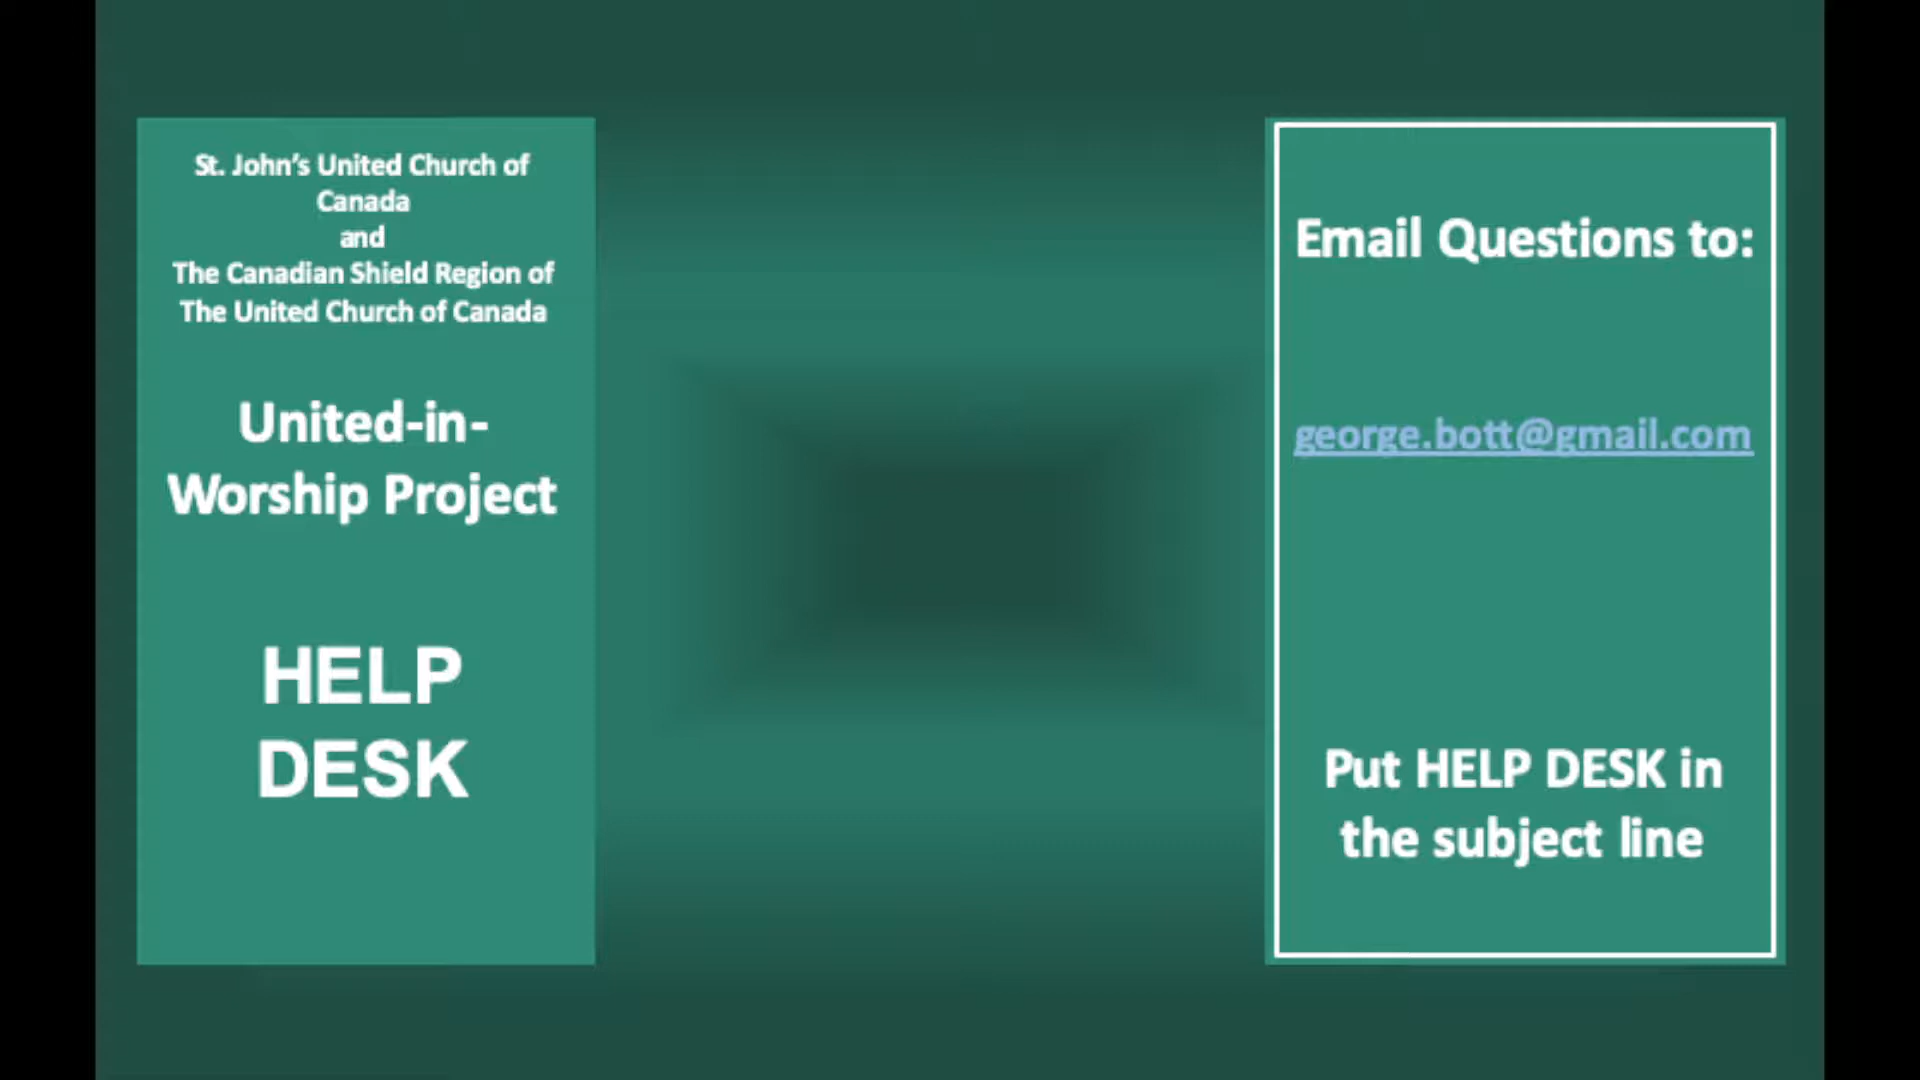 St. John’s United Church of
Canada
and
The Canadian Shield Region of
The United Church of Canada
United-in-
Worship Project
HELP
DESK
Email Questions to:
george.bott@gmail.com
Put HELP DESK in
the subject line